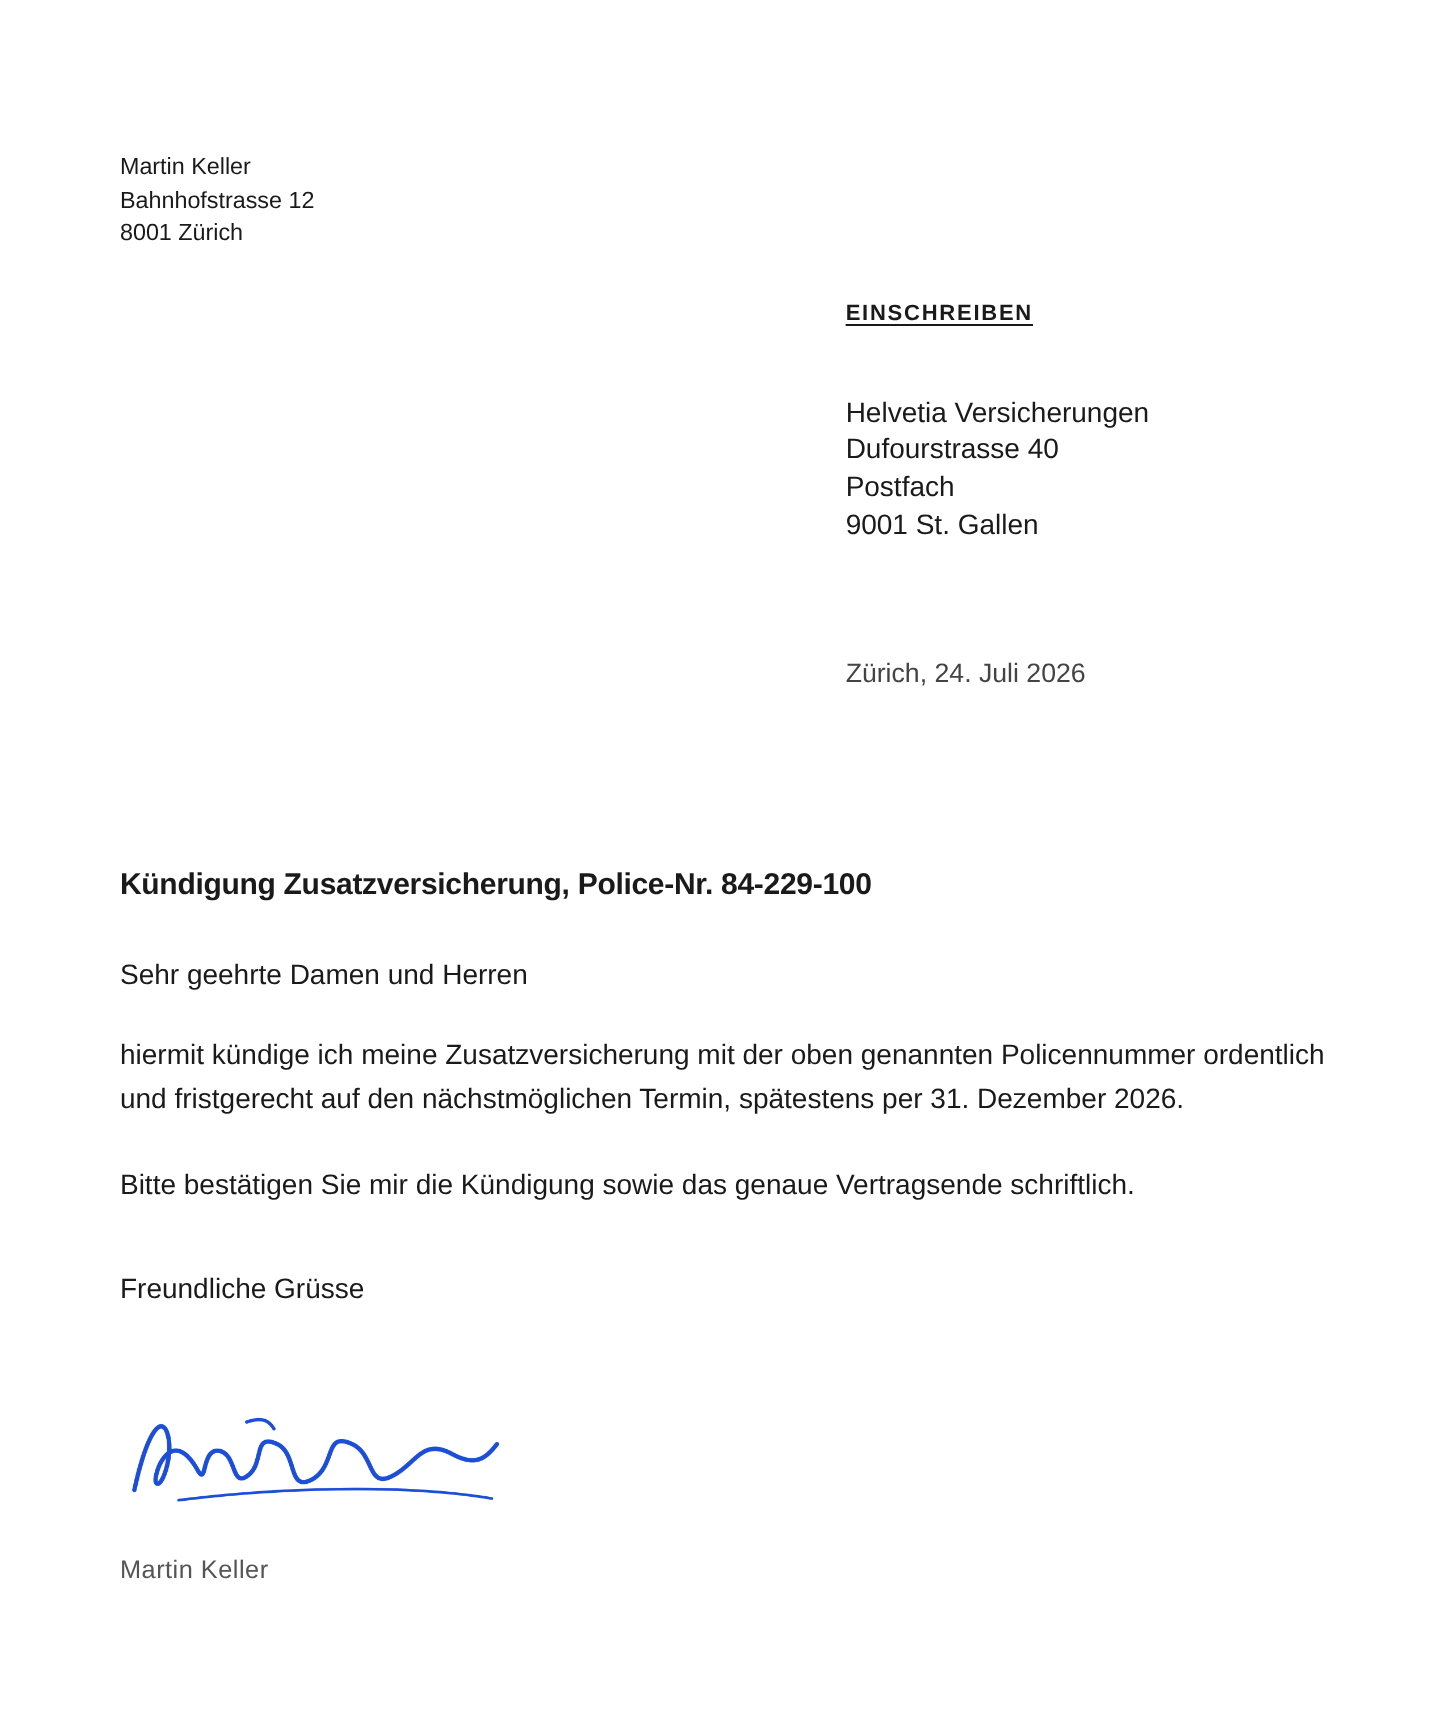 Martin Keller
Bahnhofstrasse 12
8001 Zürich
EINSCHREIBEN
Helvetia Versicherungen
Dufourstrasse 40
Postfach
9001 St. Gallen
Zürich, 24. Juli 2026
Kündigung Zusatzversicherung, Police-Nr. 84-229-100
Sehr geehrte Damen und Herren
hiermit kündige ich meine Zusatzversicherung mit der oben genannten Policennummer ordentlich
und fristgerecht auf den nächstmöglichen Termin, spätestens per 31. Dezember 2026.
Bitte bestätigen Sie mir die Kündigung sowie das genaue Vertragsende schriftlich.
Freundliche Grüsse
Martin Keller